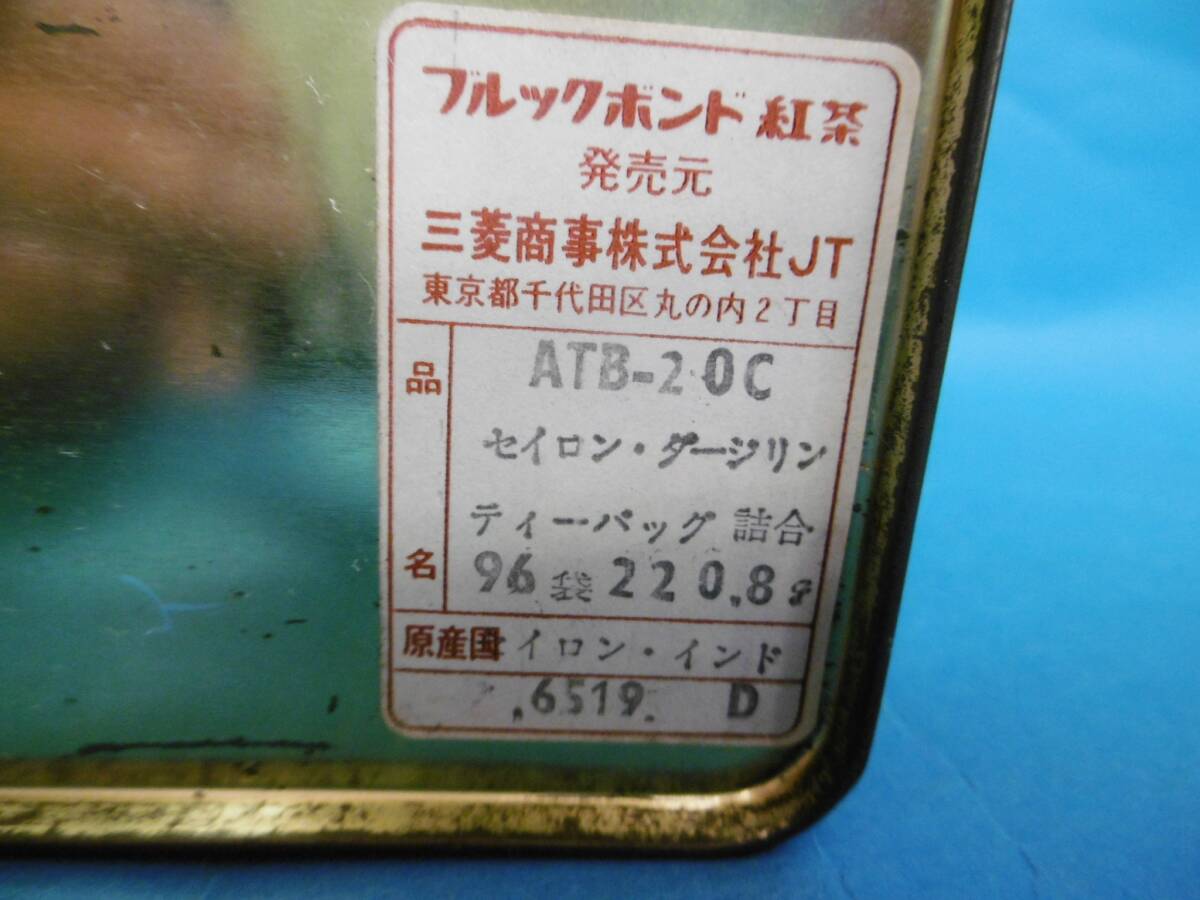 ブルックボンド紅茶
発売元
三菱商事株式会社JT
東京都千代田区丸の内2丁目
品名
ATB-20C
セイロン・ダージリン
ティーバッグ 詰合
96袋 220.8g
原産国 セイロン・インド
6519 D